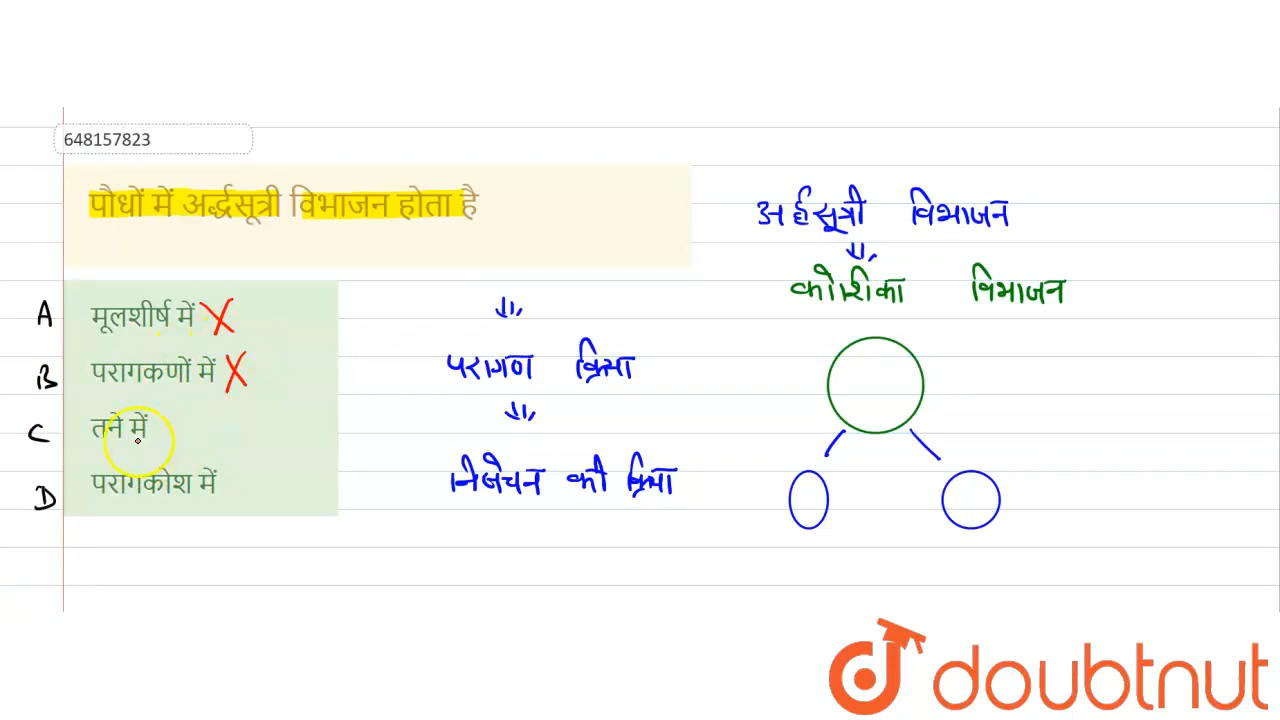 648157823
पौधों में अर्द्धसूत्री विभाजन होता है
A मूलशीर्ष में X
B परागकणों में X
C तने में
D परागकोश में
परागण क्रिया
निषेचन की क्रिया
अर्द्धसूत्री विभाजन
कोशिका विभाजन
doubtnut